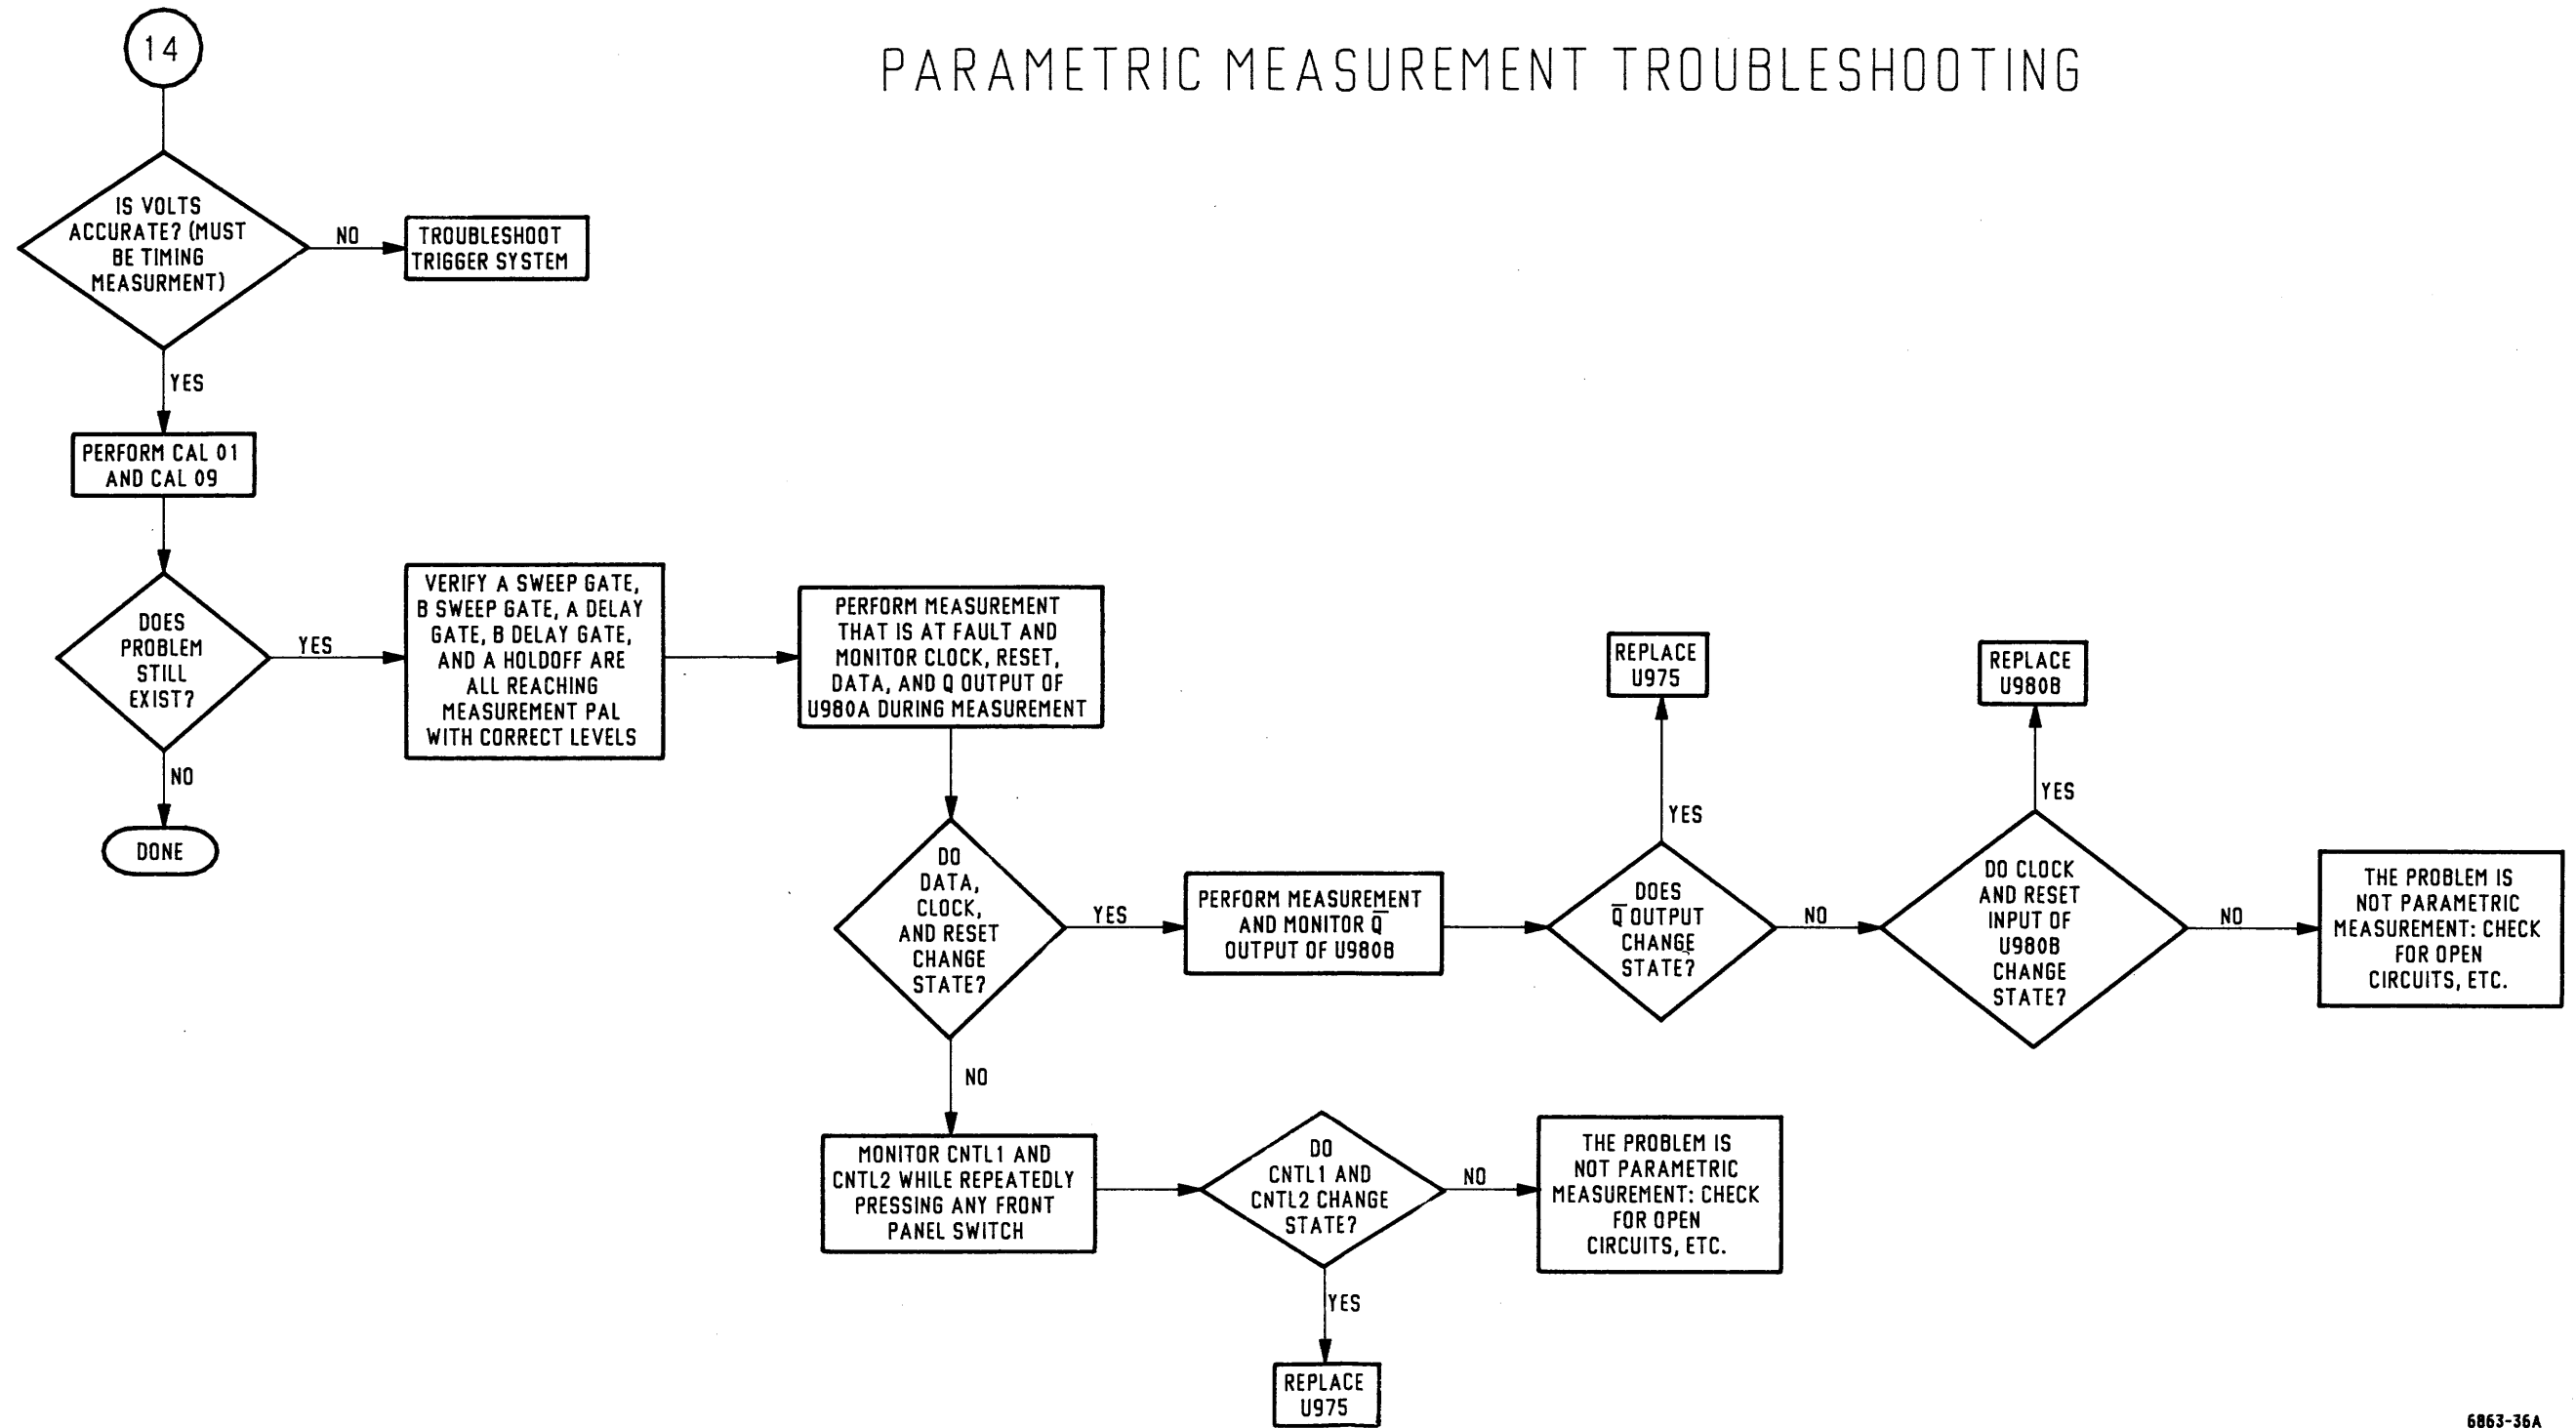 14
PARAMETRIC MEASUREMENT TROUBLESHOOTING
IS VOLTS
ACCURATE? (MUST
BE TIMING
MEASURMENT)
NO
TROUBLESHOOT
TRIGGER SYSTEM
YES
PERFORM CAL 01
AND CAL 09
DOES
PROBLEM
STILL
EXIST?
YES
NO
DONE
VERIFY A SWEEP GATE,
B SWEEP GATE, A DELAY
GATE, B DELAY GATE,
AND A HOLDOFF ARE
ALL REACHING
MEASUREMENT PAL
WITH CORRECT LEVELS
PERFORM MEASUREMENT
THAT IS AT FAULT AND
MONITOR CLOCK, RESET,
DATA, AND Q OUTPUT OF
U980A DURING MEASUREMENT
DO
DATA,
CLOCK,
AND RESET
CHANGE
STATE?
YES
PERFORM MEASUREMENT
AND MONITOR Q̅
OUTPUT OF U980B
DOES
Q̅ OUTPUT
CHANGE
STATE?
YES
REPLACE
U975
NO
DO CLOCK
AND RESET
INPUT OF
U980B
CHANGE
STATE?
YES
REPLACE
U980B
NO
THE PROBLEM IS
NOT PARAMETRIC
MEASUREMENT: CHECK
FOR OPEN
CIRCUITS, ETC.
NO
MONITOR CNTL1 AND
CNTL2 WHILE REPEATEDLY
PRESSING ANY FRONT
PANEL SWITCH
DO
CNTL1 AND
CNTL2 CHANGE
STATE?
NO
THE PROBLEM IS
NOT PARAMETRIC
MEASUREMENT: CHECK
FOR OPEN
CIRCUITS, ETC.
YES
REPLACE
U975
6863-36A